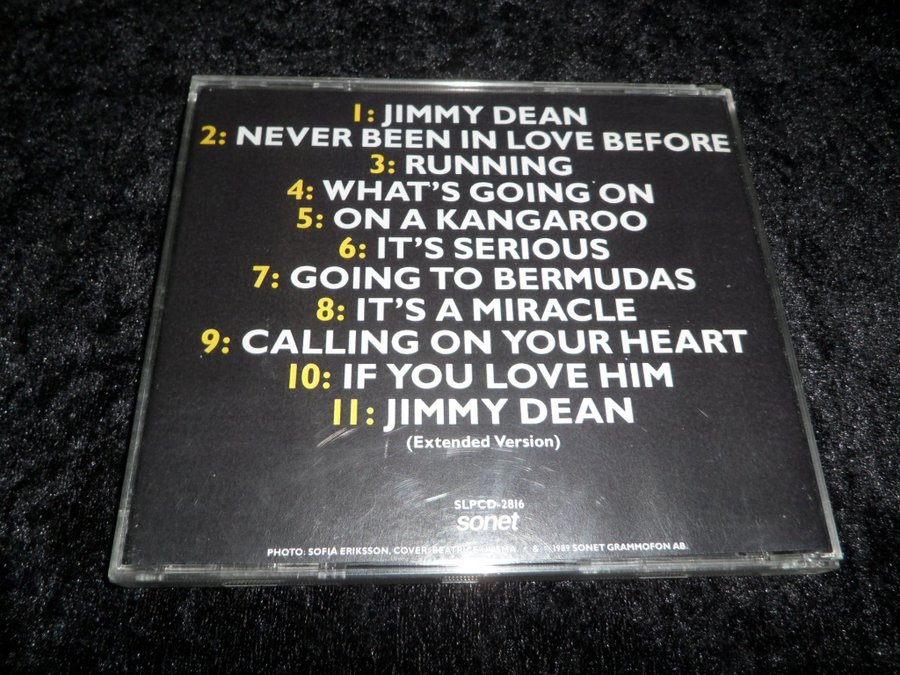 1: JIMMY DEAN
2: NEVER BEEN IN LOVE BEFORE
3: RUNNING
4: WHAT'S GOING ON
5: ON A KANGAROO
6: IT'S SERIOUS
7: GOING TO BERMUDAS
8: IT'S A MIRACLE
9: CALLING ON YOUR HEART
10: IF YOU LOVE HIM
11: JIMMY DEAN
(Extended Version)
SLPCD-2816
sonet
PHOTO: SOFIA ERIKSSON, COVER: BEATRICE & 1989 SONET GRAMMOFON AB